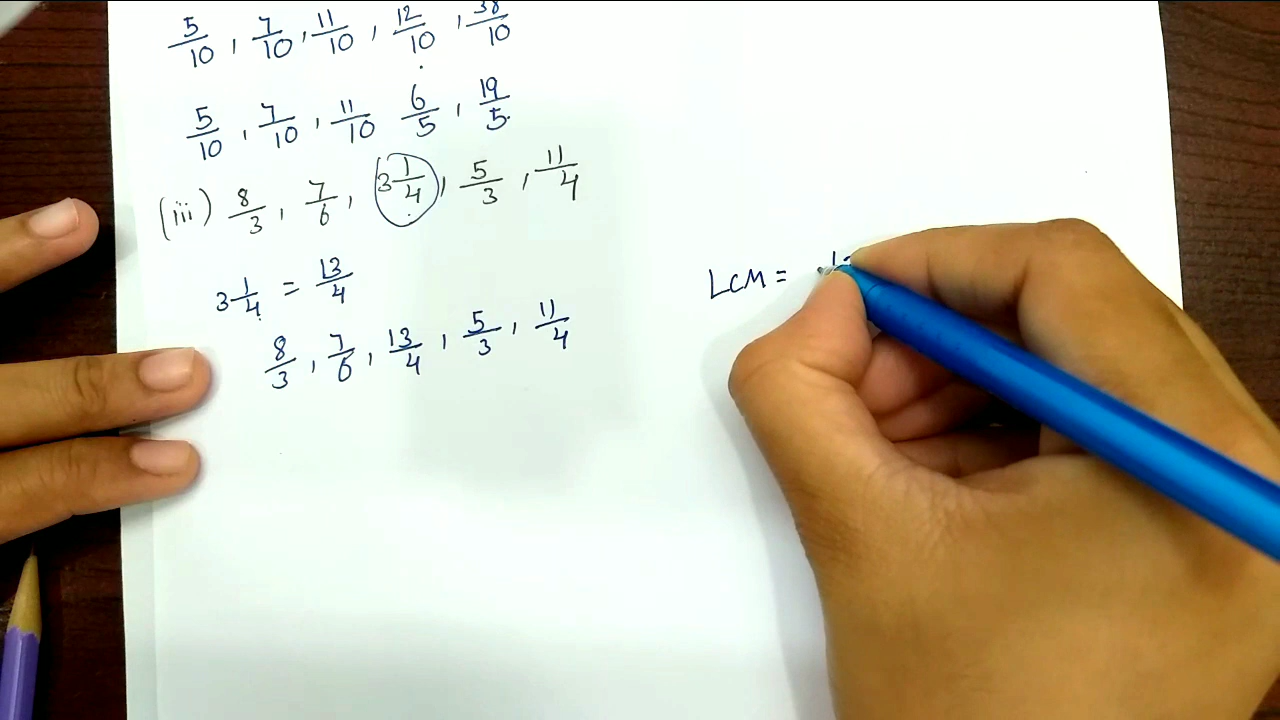 5/10 , 7/10 , 11/10 , 12/10 , 38/10
5/10 , 7/10 , 11/10 6/5 , 19/5
(iii) 8/3 , 7/6 , 3 1/4 , 5/3 , 11/4
3 1/4 = 13/4
8/3 , 7/6 , 13/4 , 5/3 , 11/4
LCM =